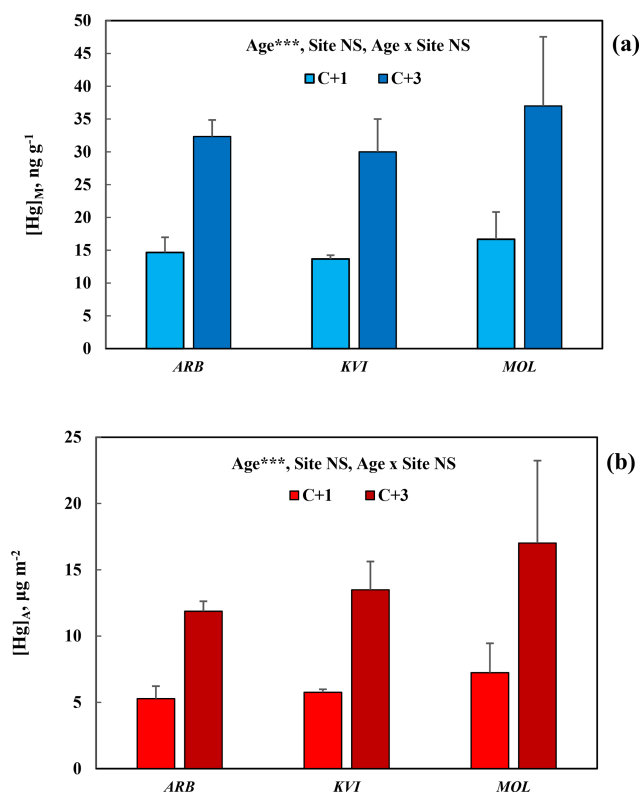 50
45
40
35
30
25
20
15
10
5
0
[Hg]M, ng g-1
Age***, Site NS, Age x Site NS
C+1 C+3
(a)
ARB KVI MOL
25
20
15
10
5
0
[Hg]A, µg m-2
Age***, Site NS, Age x Site NS
C+1 C+3
(b)
ARB KVI MOL